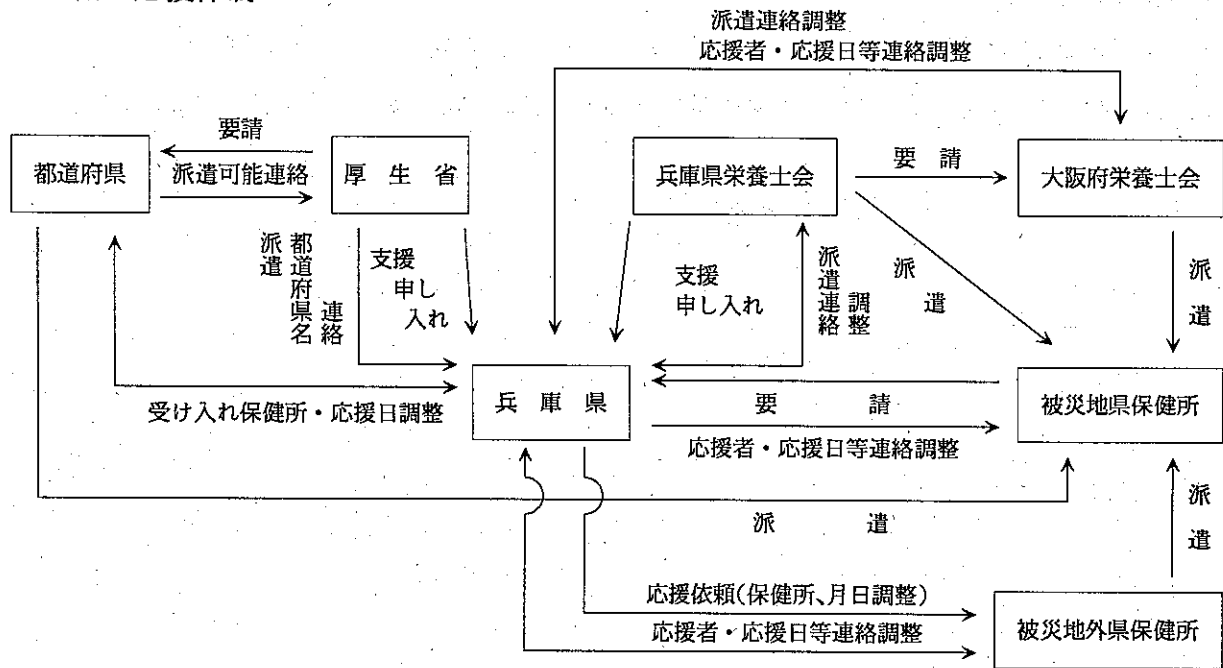 派遣連絡調整
応援者・応援日等連絡調整
要請
都道府県
派遣可能連絡
厚生省
兵庫県栄養士会
要請
大阪府栄養士会
派遣
都道府県名
連絡
支援
申し
入れ
支援
申し入れ
派遣連絡
調整
派遣
派遣
兵庫県
被災地県保健所
受け入れ保健所・応援日調整
要請
応援者・応援日等連絡調整
派遣
派遣
応援依頼(保健所、月日調整)
応援者・応援日等連絡調整
被災地外県保健所